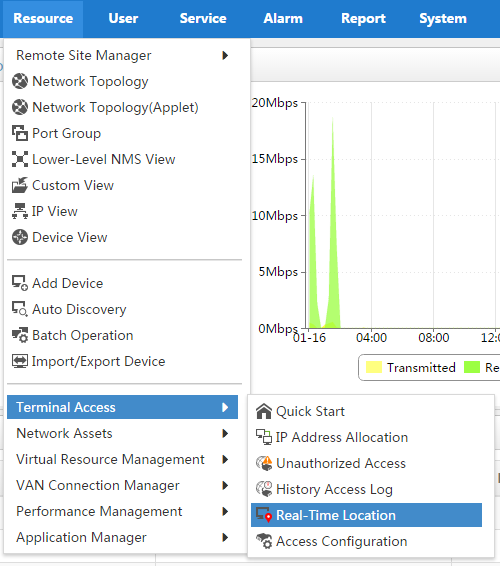 Resource User Service Alarm Report System
Remote Site Manager
Network Topology
Network Topology(Applet)
Port Group
Lower-Level NMS View
Custom View
IP View
Device View
Add Device
Auto Discovery
Batch Operation
Import/Export Device
Terminal Access
Network Assets
Virtual Resource Management
VAN Connection Manager
Performance Management
Application Manager
Quick Start
IP Address Allocation
Unauthorized Access
History Access Log
Real-Time Location
Access Configuration
20Mbps
15Mbps
10Mbps
5Mbps
0Mbps
01-16 04:00 08:00 12:0
Transmitted Re